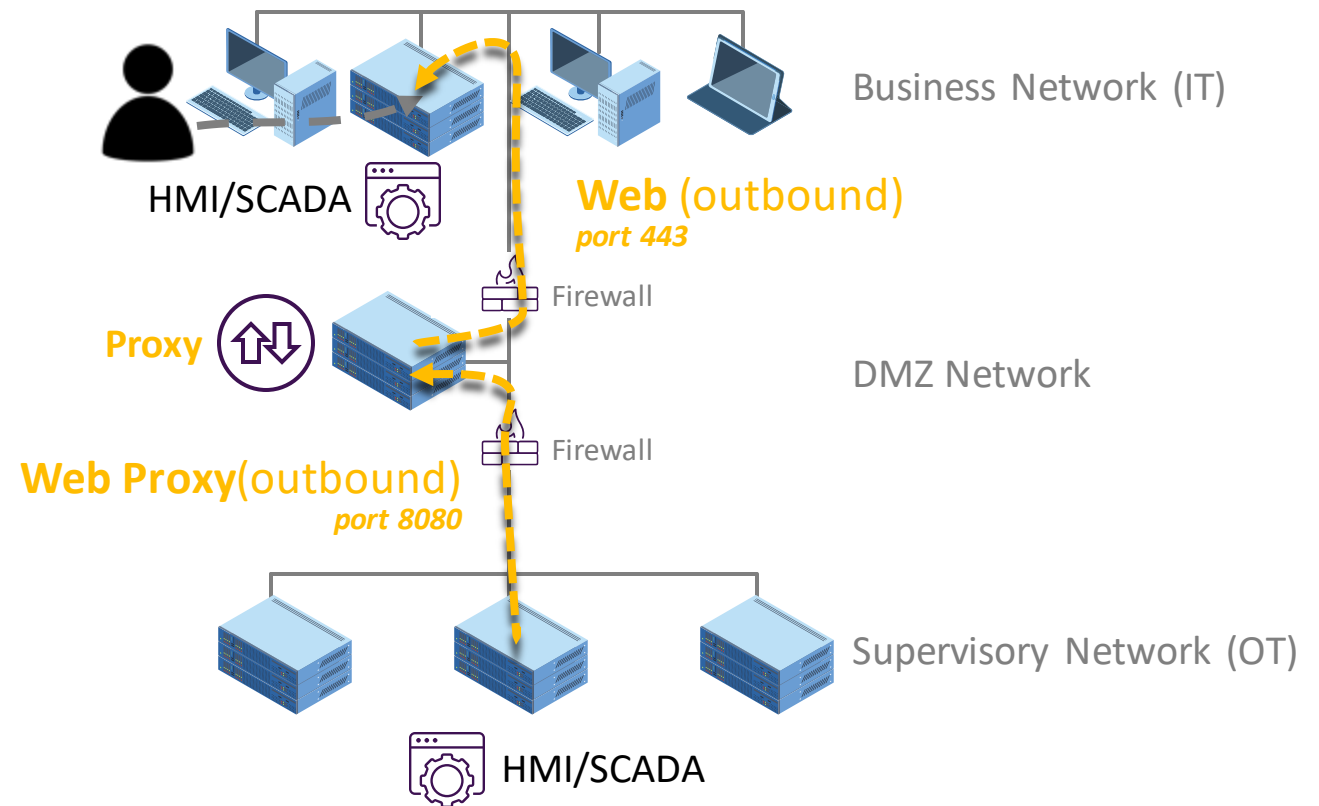 Business Network (IT)
HMI/SCADA
Web (outbound)
port 443
Firewall
Proxy
DMZ Network
Firewall
Web Proxy(outbound)
port 8080
Supervisory Network (OT)
HMI/SCADA